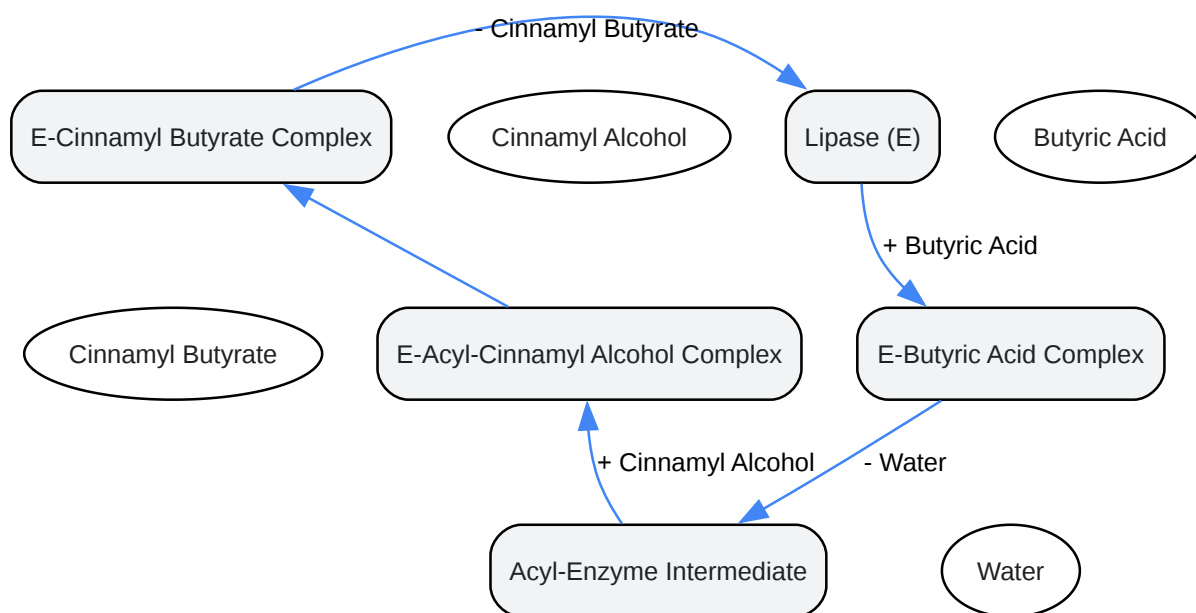 - Cinnamyl Butyrate
E-Cinnamyl Butyrate Complex
Cinnamyl Alcohol
Lipase (E)
Butyric Acid
+ Butyric Acid
Cinnamyl Butyrate
E-Acyl-Cinnamyl Alcohol Complex
E-Butyric Acid Complex
+ Cinnamyl Alcohol
- Water
Acyl-Enzyme Intermediate
Water